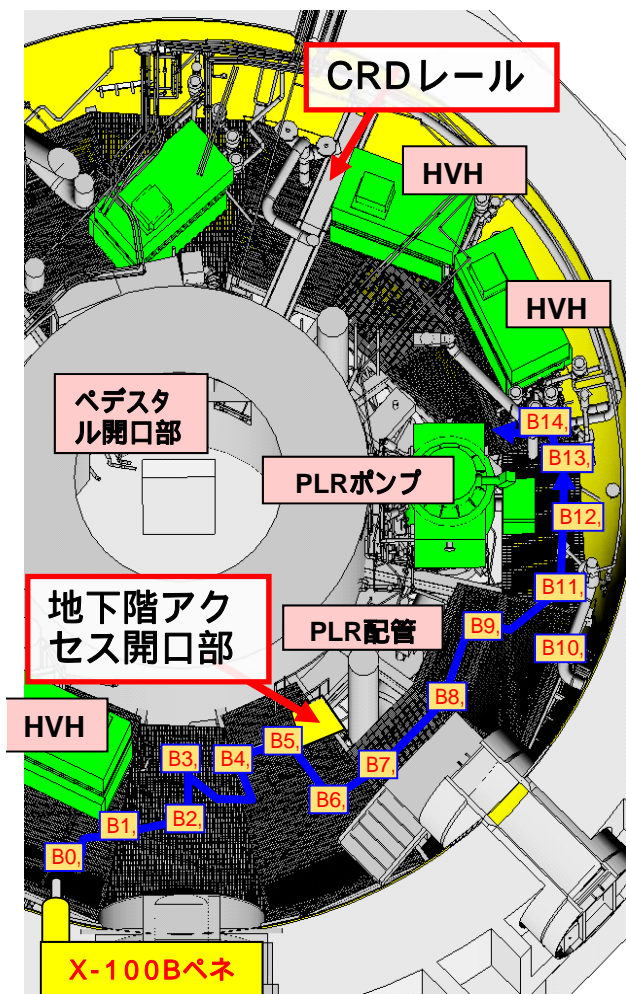 CRDレール
HVH
HVH
ペデスタ
ル開口部
B14,
B13,
PLRポンプ
B12,
地下階アク
セス開口部
B11,
PLR配管
B9,
B10,
B8,
HVH
B5,
B3,
B4,
B7,
B6,
B2,
B1,
B0,
X-100Bペネ